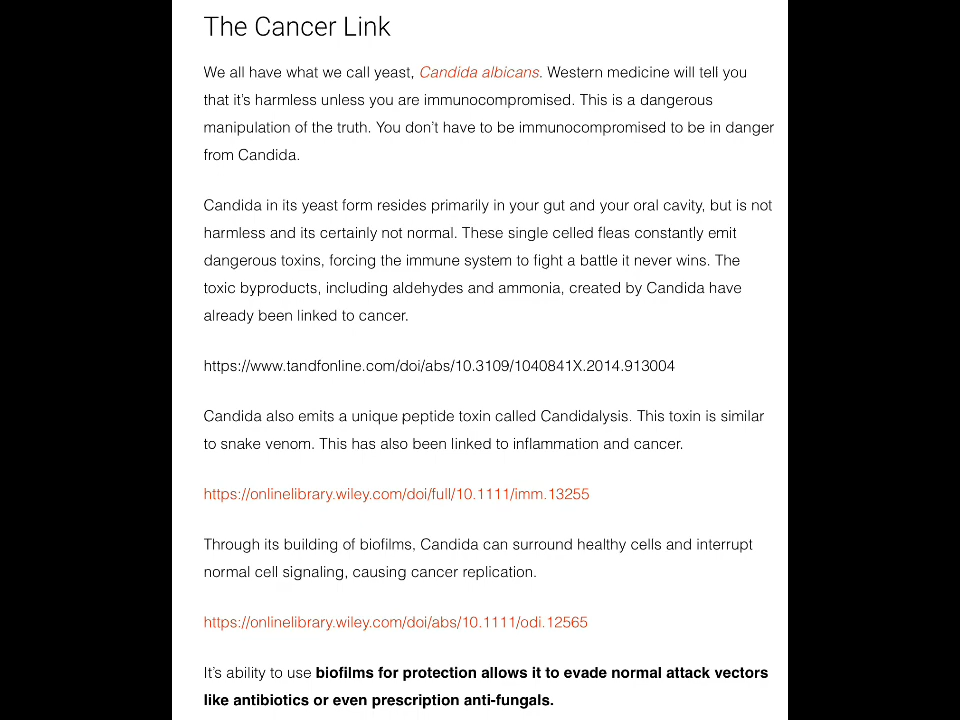 The Cancer Link
We all have what we call yeast, Candida albicans. Western medicine will tell you
that it's harmless unless you are immunocompromised. This is a dangerous
manipulation of the truth. You don't have to be immunocompromised to be in danger
from Candida.
Candida in its yeast form resides primarily in your gut and your oral cavity, but is not
harmless and its certainly not normal. These single celled fleas constantly emit
dangerous toxins, forcing the immune system to fight a battle it never wins. The
toxic byproducts, including aldehydes and ammonia, created by Candida have
already been linked to cancer.
https://www.tandfonline.com/doi/abs/10.3109/1040841X.2014.913004
Candida also emits a unique peptide toxin called Candidalysis. This toxin is similar
to snake venom. This has also been linked to inflammation and cancer.
https://onlinelibrary.wiley.com/doi/full/10.1111/imm.13255
Through its building of biofilms, Candida can surround healthy cells and interrupt
normal cell signaling, causing cancer replication.
https://onlinelibrary.wiley.com/doi/abs/10.1111/odi.12565
It's ability to use biofilms for protection allows it to evade normal attack vectors
like antibiotics or even prescription anti-fungals.